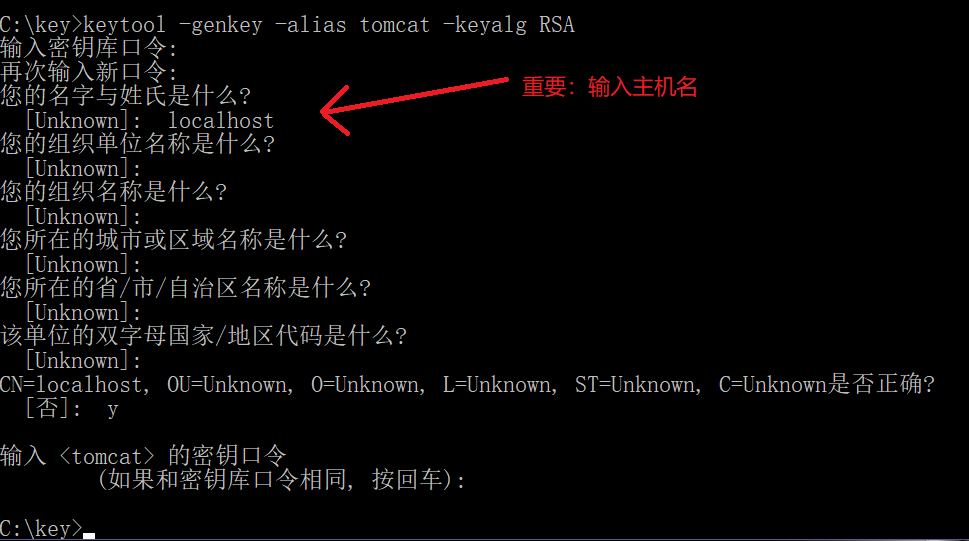 C:\key>keytool -genkey -alias tomcat -keyalg RSA
输入密钥库口令:
再次输入新口令:
您的名字与姓氏是什么?
重要：输入主机名
[Unknown]:  localhost
您的组织单位名称是什么?
[Unknown]:
您的组织名称是什么?
[Unknown]:
您所在的城市或区域名称是什么?
[Unknown]:
您所在的省/市/自治区名称是什么?
[Unknown]:
该单位的双字母国家/地区代码是什么?
[Unknown]:
CN=localhost, OU=Unknown, O=Unknown, L=Unknown, ST=Unknown, C=Unknown是否正确?
[否]:  y
输入 <tomcat> 的密钥口令
(如果和密钥库口令相同, 按回车):
C:\key>